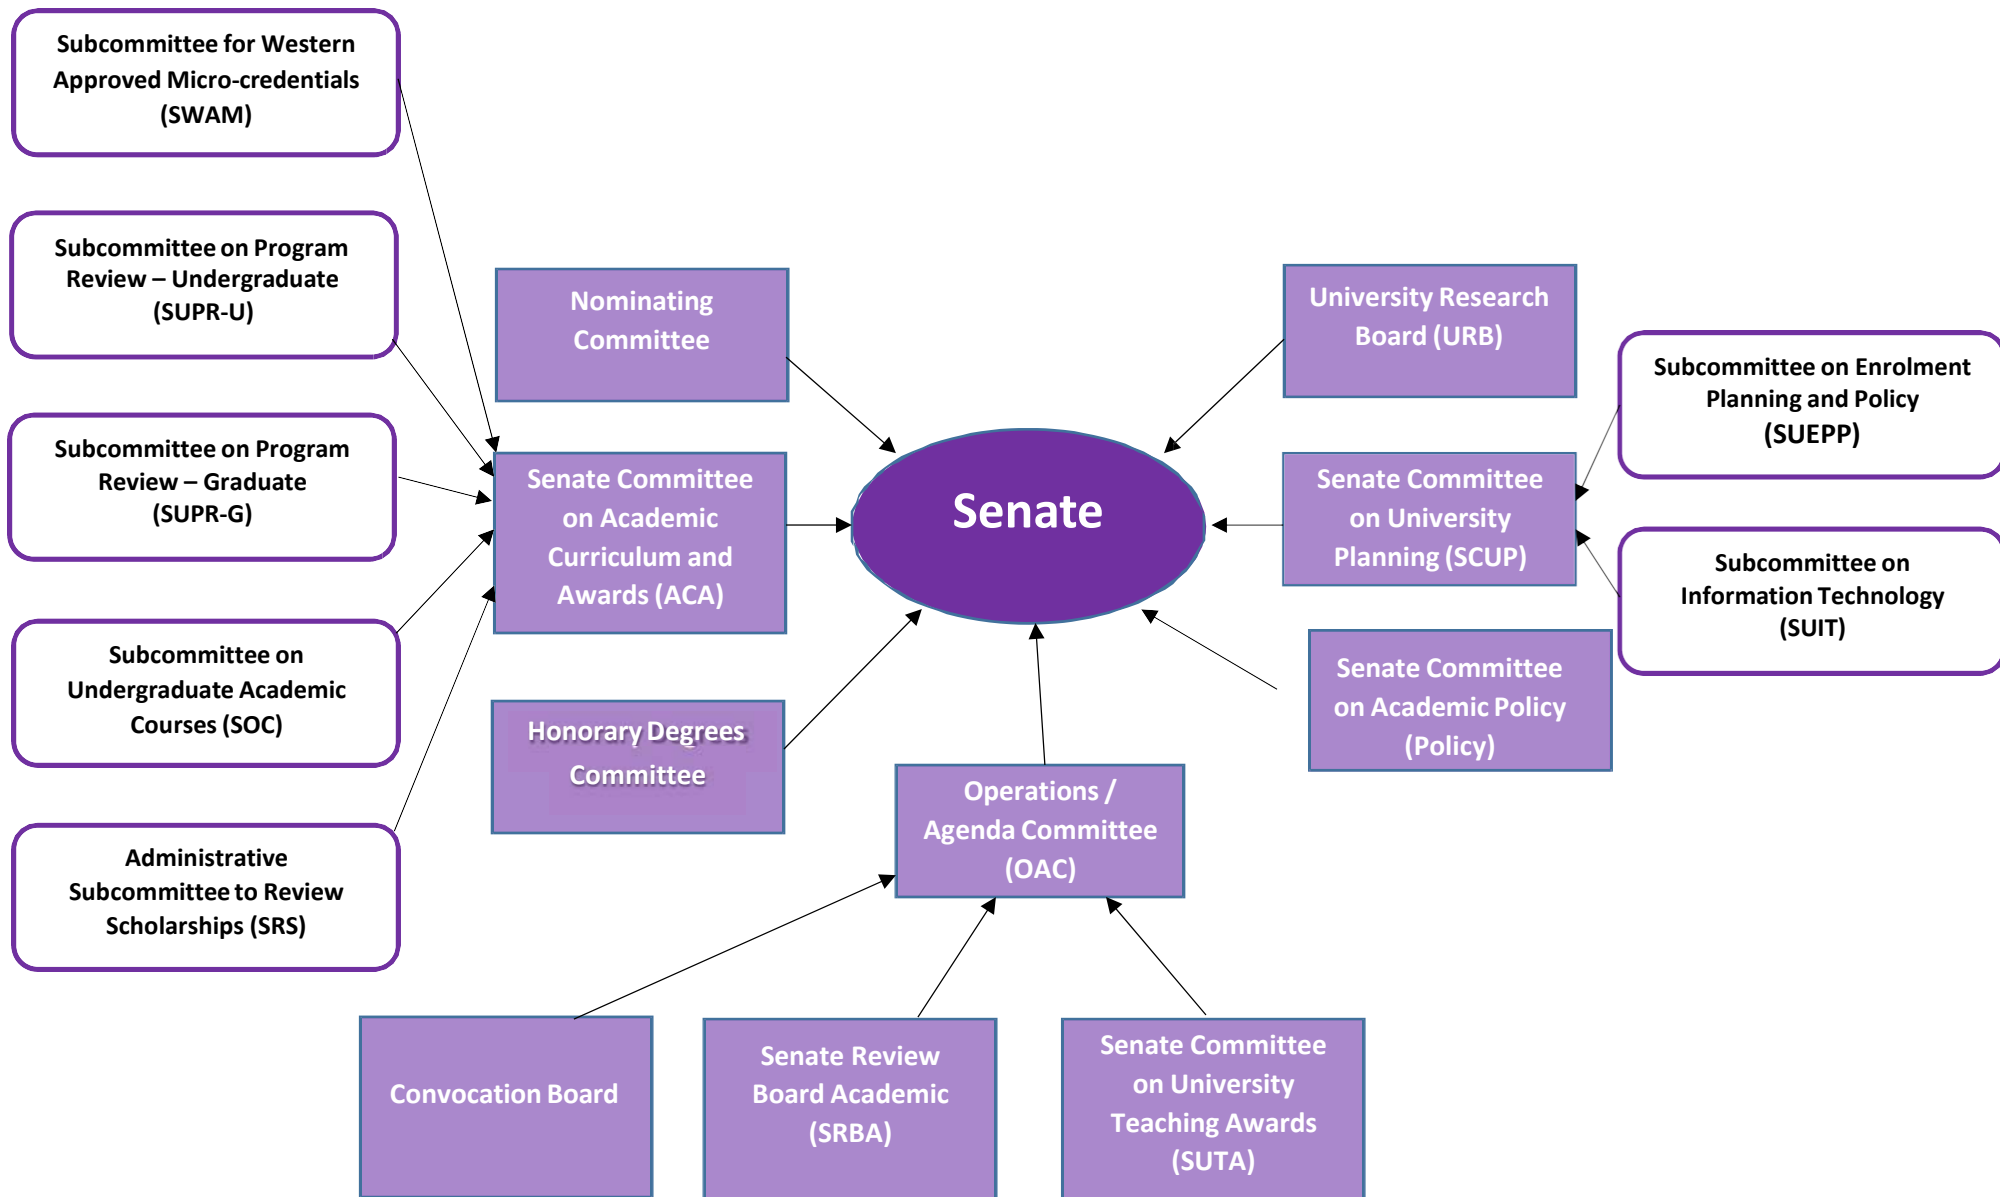 Subcommittee for Western
Approved Micro-credentials
(SWAM)
Subcommittee on Program
Review – Undergraduate
(SUPR-U)
Subcommittee on Program
Review – Graduate
(SUPR-G)
Subcommittee on
Undergraduate Academic
Courses (SOC)
Administrative
Subcommittee to Review
Scholarships (SRS)
Nominating
Committee
Senate Committee
on Academic
Curriculum and
Awards (ACA)
Honorary Degrees
Committee
Senate
University Research
Board (URB)
Senate Committee
on University
Planning (SCUP)
Senate Committee
on Academic Policy
(Policy)
Subcommittee on Enrolment
Planning and Policy
(SUEPP)
Subcommittee on
Information Technology
(SUIT)
Operations /
Agenda Committee
(OAC)
Convocation Board
Senate Review
Board Academic
(SRBA)
Senate Committee
on University
Teaching Awards
(SUTA)